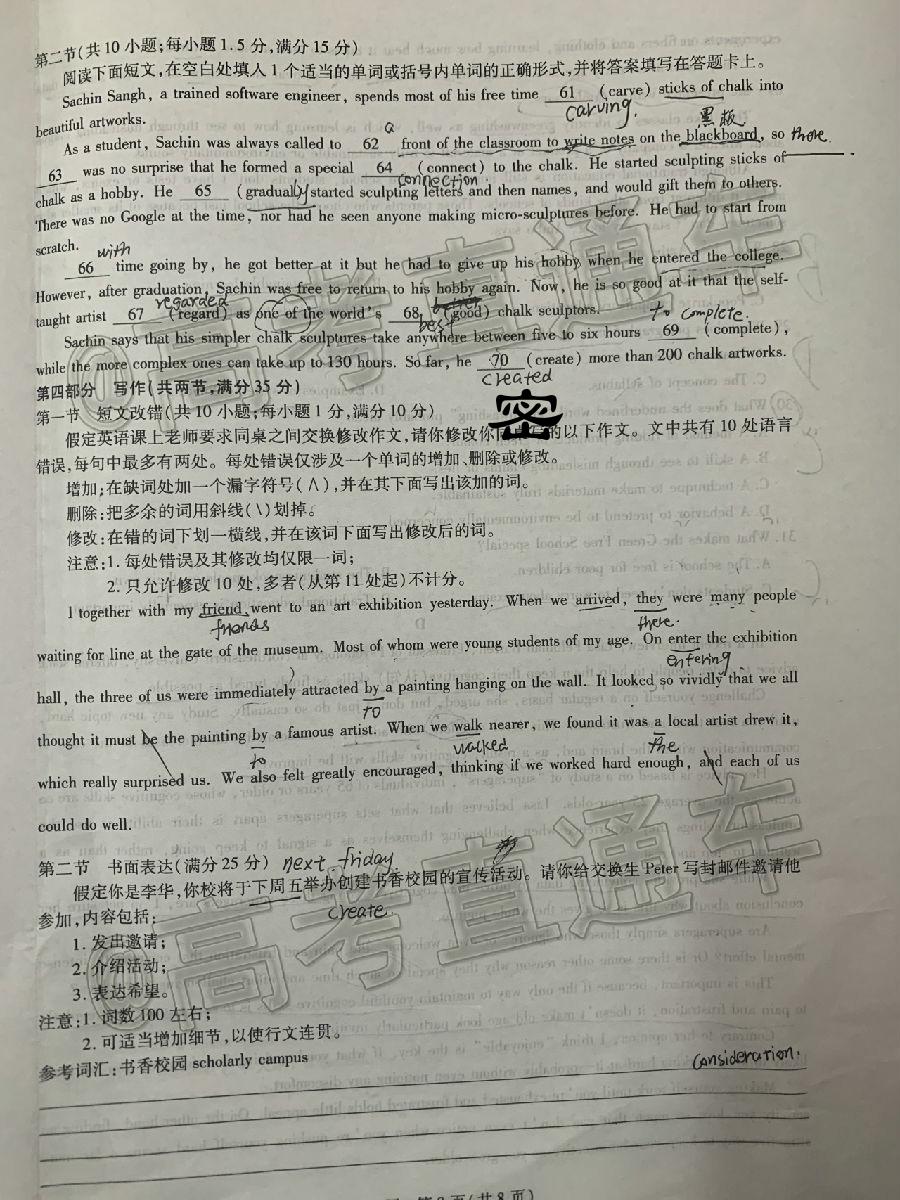 第二节(共10小题;每小题1.5分,满分15分)
阅读下面短文,在空白处填入1个适当的单词或括号内单词的正确形式,并将答案填写在答题卡上。
Sachin Sangh, a trained software engineer, spends most of his free time 61 (carve) sticks of chalk into
carving.
黑版
beautiful artworks.
a
As a student, Sachin was always called to 62 front of the classroom to write notes on the blackboard, so there
63 was no surprise that he formed a special 64 (connect) to the chalk. He started sculpting sticks of
connection
chalk as a hobby. He 65 (gradually started sculpting letters and then names, and would gift them to others.
There was no Google at the time, nor had he seen anyone making micro-sculptures before. He had to start from
scratch.
with
66 time going by, he got better at it but he had to give up his hobby when he entered the college.
However, after graduation, Sachin was free to return to his hobby again. Now, he is so good at it that the self-
regarded
taught artist 67 (regard) as one of the world's 68 (good) chalk sculptors.
best
to complete.
Sachin says that his simpler chalk sculptures take anywhere between five to six hours 69 (complete),
while the more complex ones can take up to 130 hours. So far, he 70 (create) more than 200 chalk artworks.
created
第四部分 写作(共两节,满分35分)
第一节 短文改错(共10小题;每小题1分,满分10分)
密
假定英语课上老师要求同桌之间交换修改作文,请你修改你同的以下作文。文中共有10处语言
错误,每句中最多有两处。每处错误仅涉及一个单词的增加、删除或修改。
增加:在缺词处加一个漏字符号(∧),并在其下面写出该加的词。
删除:把多余的词用斜线(\)划掉。
修改:在错的词下划一横线,并在该词下面写出修改后的词。
注意:1. 每处错误及其修改均仅限一词;
2. 只允许修改10处,多者(从第11处起)不计分。
I together with my friend went to an art exhibition yesterday. When we arrived, they were many people
friends
there.
waiting for line at the gate of the museum. Most of whom were young students of my age. On enter the exhibition
entering
hall, the three of us were immediately attracted by a painting hanging on the wall. It looked so vividly that we all
to
thought it must be the painting by a famous artist. When we walk nearer, we found it was a local artist drew it,
to
walked
the
which really surprised us. We also felt greatly encouraged, thinking if we worked hard enough, and each of us
could do well.
第二节 书面表达(满分25分)
next friday
假定你是李华,你校将于下周五举办创建书香校园的宣传活动。请你给交换生 Peter 写封邮件邀请他
create
参加,内容包括:
1. 发出邀请;
2. 介绍活动;
3. 表达希望。
注意:1. 词数100左右;
2. 可适当增加细节,以使行文连贯。
参考词汇:书香校园 scholarly campus
consideration.
@高考直通车
@高考直通车